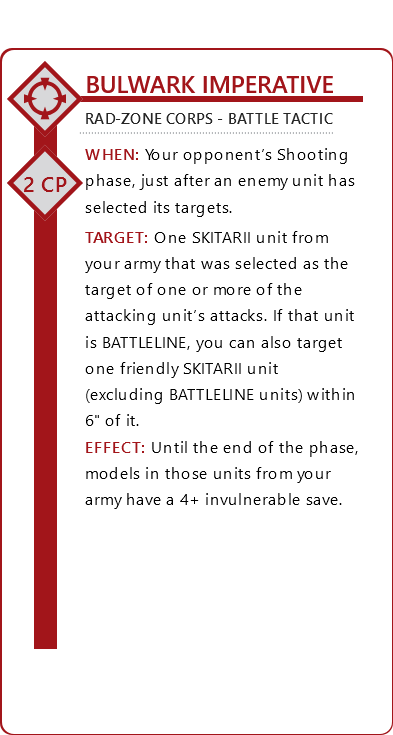 BULWARK IMPERATIVE
RAD-ZONE CORPS - BATTLE TACTIC
2 CP
WHEN: Your opponent's Shooting
phase, just after an enemy unit has
selected its targets.
TARGET: One SKITARII unit from
your army that was selected as the
target of one or more of the
attacking unit's attacks. If that unit
is BATTLELINE, you can also target
one friendly SKITARII unit
(excluding BATTLELINE units) within
6" of it.
EFFECT: Until the end of the phase,
models in those units from your
army have a 4+ invulnerable save.